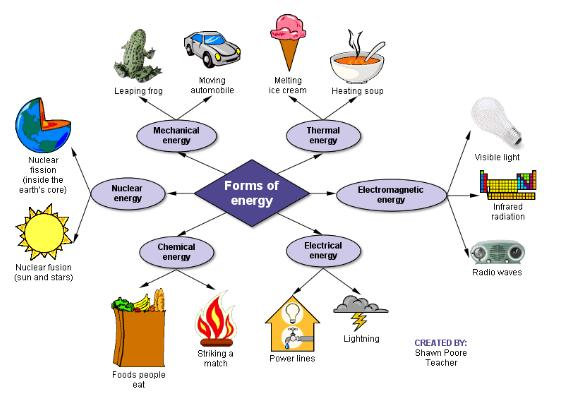 Leaping frog
Moving
automobile
Melting
ice cream
Heating soup
Mechanical
energy
Thermal
energy
Nuclear
fission
(inside the
earth's core)
Visible light
Nuclear
energy
Forms of
energy
Electromagnetic
energy
Infrared
radiation
Chemical
energy
Electrical
energy
Nuclear fusion
(sun and stars)
Radio waves
Foods people
eat
Striking a
match
Power lines
Lightning
CREATED BY:
Shawn Poore
Teacher